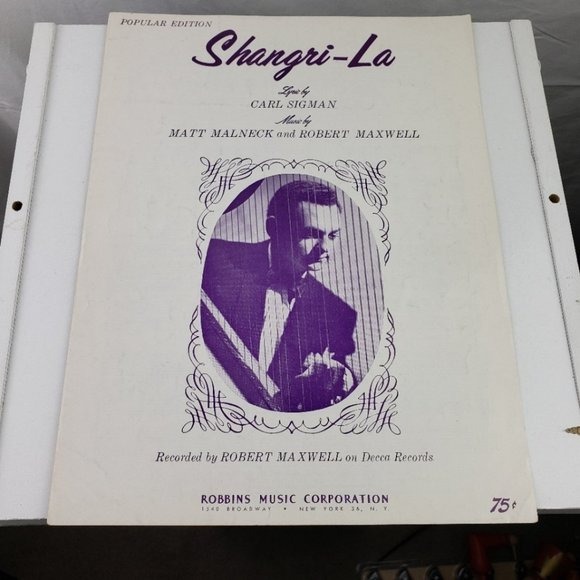 POPULAR EDITION
Shangri-La
Lyric by
CARL SIGMAN
Music by
MATT MALNECK and ROBERT MAXWELL
Recorded by ROBERT MAXWELL on Decca Records
ROBBINS MUSIC CORPORATION
1540 BROADWAY • NEW YORK 36, N. Y.
75¢